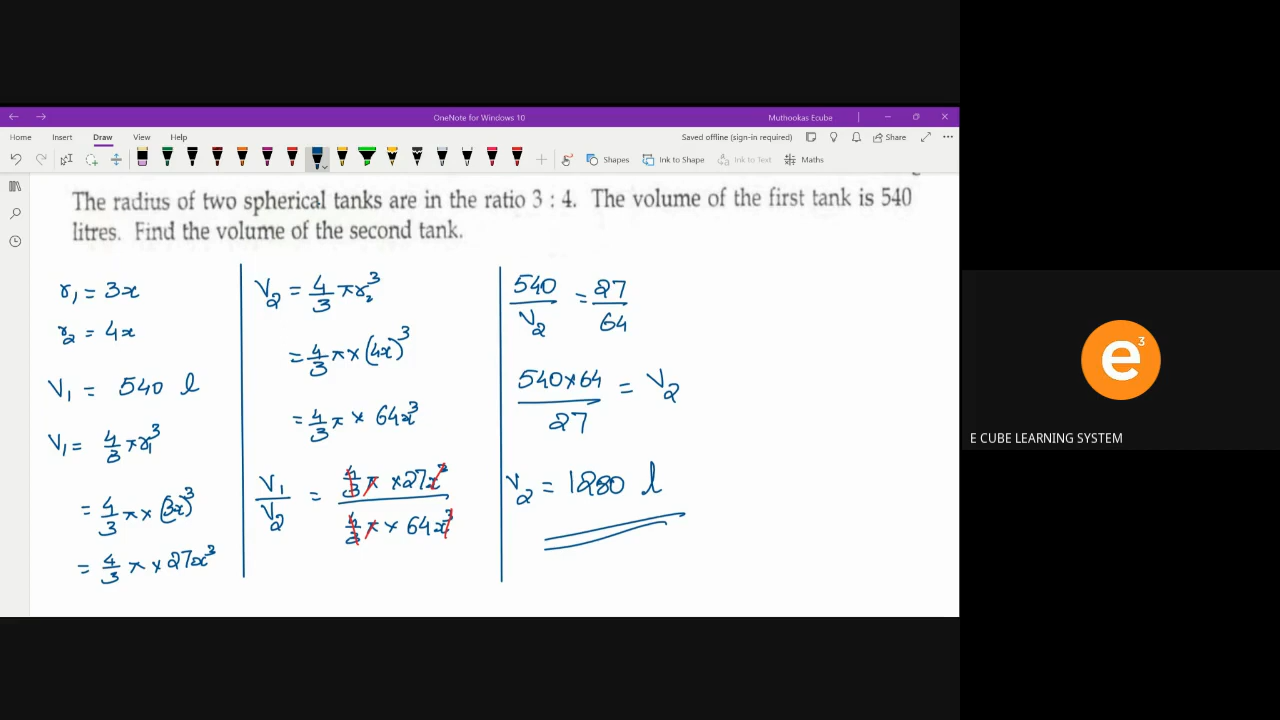 OneNote for Windows 10
Muthookas Ecube
Home Insert Draw View Help
Saved offline (sign-in required)
Share
Shapes
Ink to Shape
Ink to Text
Maths
The radius of two spherical tanks are in the ratio 3 : 4. The volume of the first tank is 540
litres. Find the volume of the second tank.
r₁ = 3x
r₂ = 4x
V₁ = 540 l
V₁ = 4/3 πr₁³
= 4/3 π × (3x)³
= 4/3 π × 27x³
V₂ = 4/3 πr₂³
= 4/3 π × (4x)³
= 4/3 π × 64x³
V₁/V₂ = 4/3 π × 27x³ / 4/3 π × 64x³
540/V₂ = 27/64
540×64/27 = V₂
V₂ = 1280 l
e³
E CUBE LEARNING SYSTEM